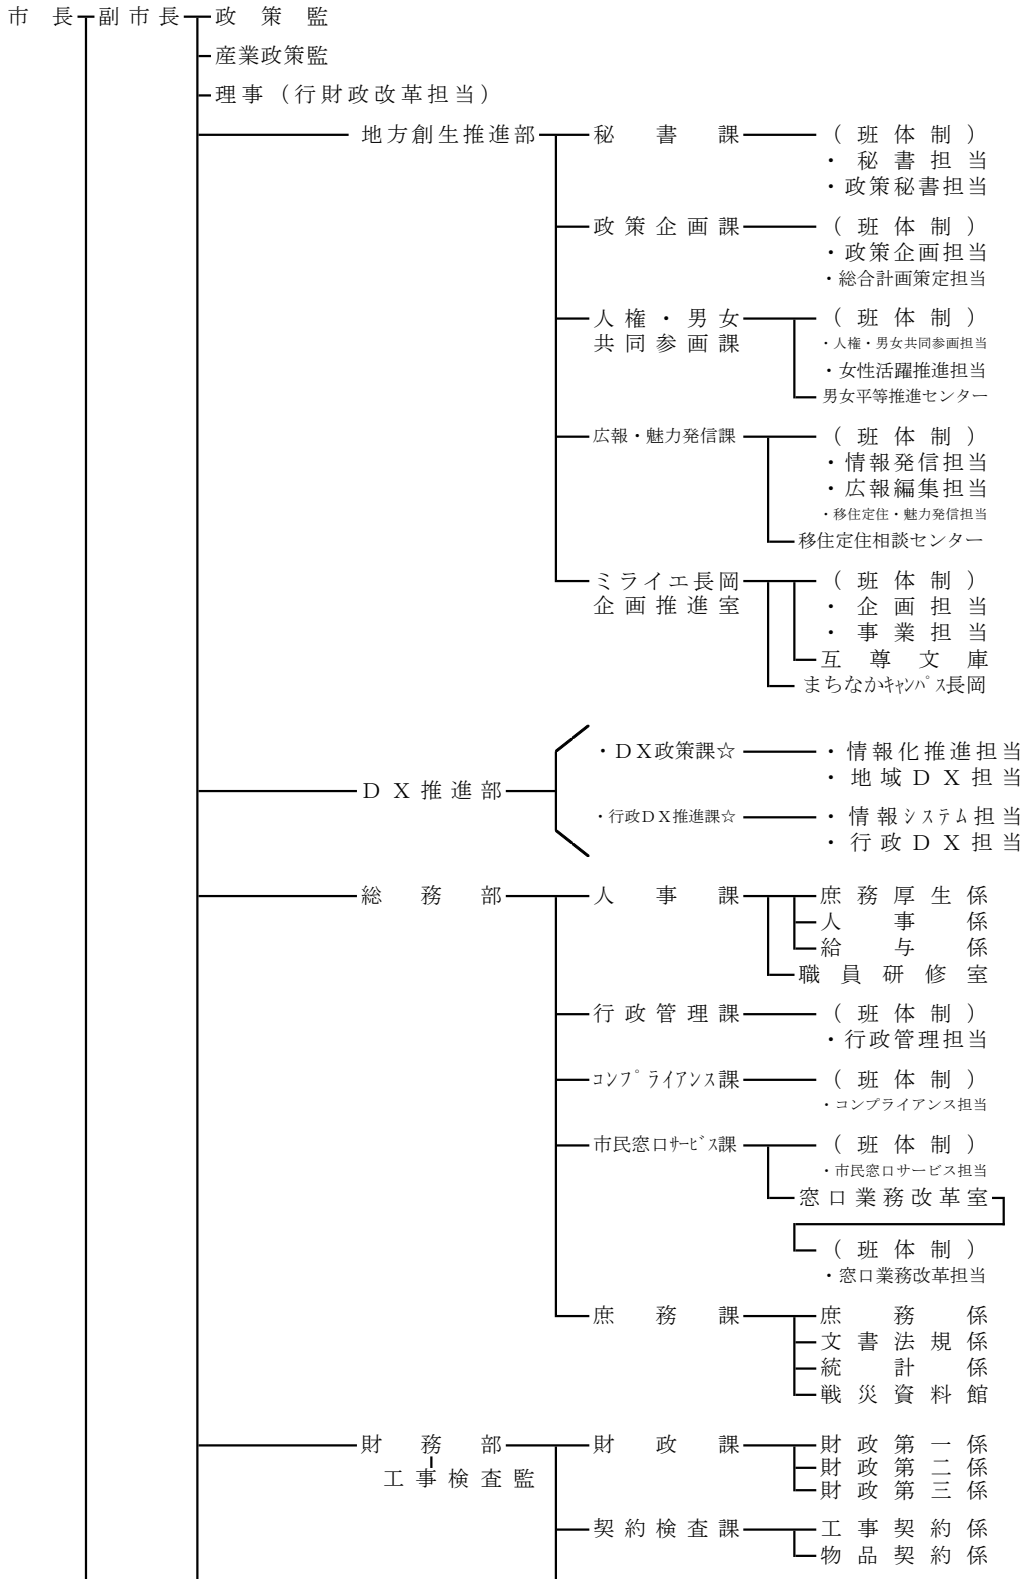 市長 副市長 政策監
産業政策監
理事（行財政改革担当）
地方創生推進部 秘書課 （班体制）
・秘書担当
・政策秘書担当
政策企画課 （班体制）
・政策企画担当
・総合計画策定担当
人権・男女 （班体制）
共同参画課 ・人権・男女共同参画担当
・女性活躍推進担当
男女平等推進センター
広報・魅力発信課 （班体制）
・情報発信担当
・広報編集担当
・移住定住・魅力発信担当
移住定住相談センター
ミライエ長岡 （班体制）
企画推進室 ・企画担当
・事業担当
互尊文庫
まちなかｷｬﾝﾊﾟｽ長岡
・ＤＸ政策課☆ ・情報化推進担当
・地域ＤＸ担当
ＤＸ推進部
・行政ＤＸ推進課☆ ・情報ｼｽﾃﾑ担当
・行政ＤＸ担当
総務部 人事課 庶務厚生係
人事係
給与係
職員研修室
行政管理課 （班体制）
・行政管理担当
ｺﾝﾌﾟﾗｲｱﾝｽ課 （班体制）
・コンプライアンス担当
市民窓口ｻｰﾋﾞｽ課 （班体制）
・市民窓口サービス担当
窓口業務改革室
（班体制）
・窓口業務改革担当
庶務課 庶務係
文書法規係
統計係
戦災資料館
財務部 財政課 財政第一係
財政第二係
工事検査監 財政第三係
契約検査課 工事契約係
物品契約係